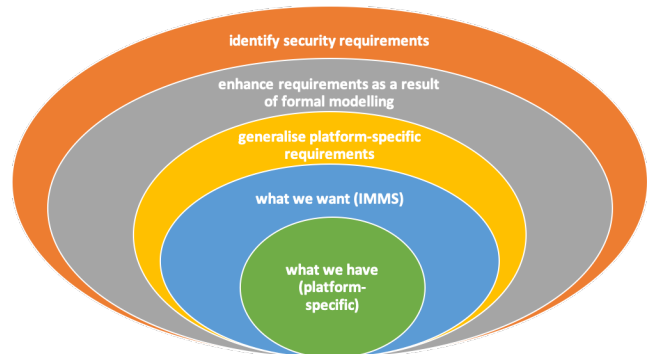 identify security requirements
enhance requirements as a result
of formal modelling
generalise platform-specific
requirements
what we want (IMMS)
what we have
(platform-
specific)